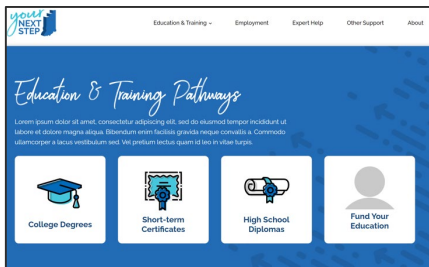 your
NEXT
STEP
Education & Training
Employment
Expert Help
Other Support
About
Education & Training Pathways
Lorem ipsum dolor sit amet, consectetur adipiscing elit, sed do eiusmod tempor incididunt ut
labore et dolore magna aliqua. Bibendum enim facilisis gravida neque convallis a. Commodo
ullamcorper a lacus vestibulum sed. Vel pretium lectus quam id leo in vitae turpis.
College Degrees
Short-term
Certificates
High School
Diplomas
Fund Your
Education